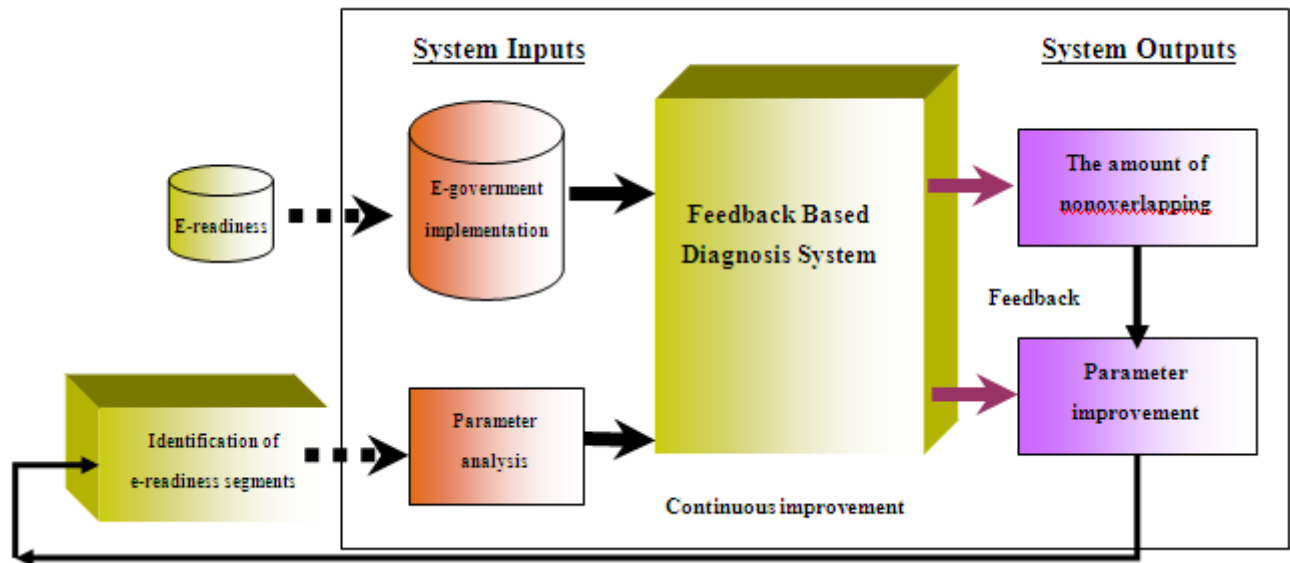 System Inputs
System Outputs
E-readiness
E-government
implementation
Feedback Based
Diagnosis System
The amount of
nonoverlapping
Feedback
Identification of
e-readiness segments
Parameter
analysis
Parameter
improvement
Continuous improvement